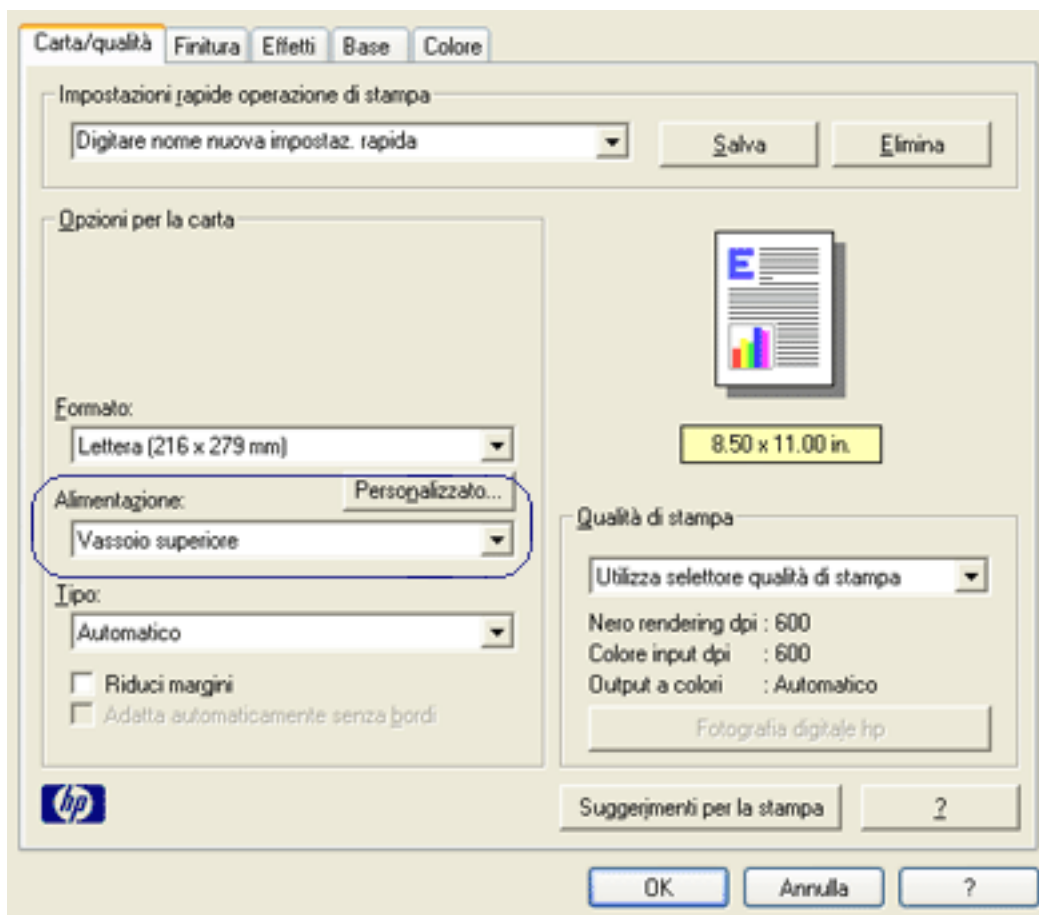 Carta/qualità Finitura Effetti Base Colore
Impostazioni rapide operazione di stampa
Digitare nome nuova impostaz. rapida
Salva
Elimina
Opzioni per la carta
E
Formato:
Lettera (216 x 279 mm)
8.50 x 11.00 in.
Personalizzato...
Alimentazione:
Vassoio superiore
Tipo:
Automatico
Riduci margini
Adatta automaticamente senza bordi
Qualità di stampa
Utilizza selettore qualità di stampa
Nero rendering dpi : 600
Colore input dpi : 600
Output a colori : Automatico
Fotografia digitale hp
hp
Suggerimenti per la stampa
?
OK
Annulla
?